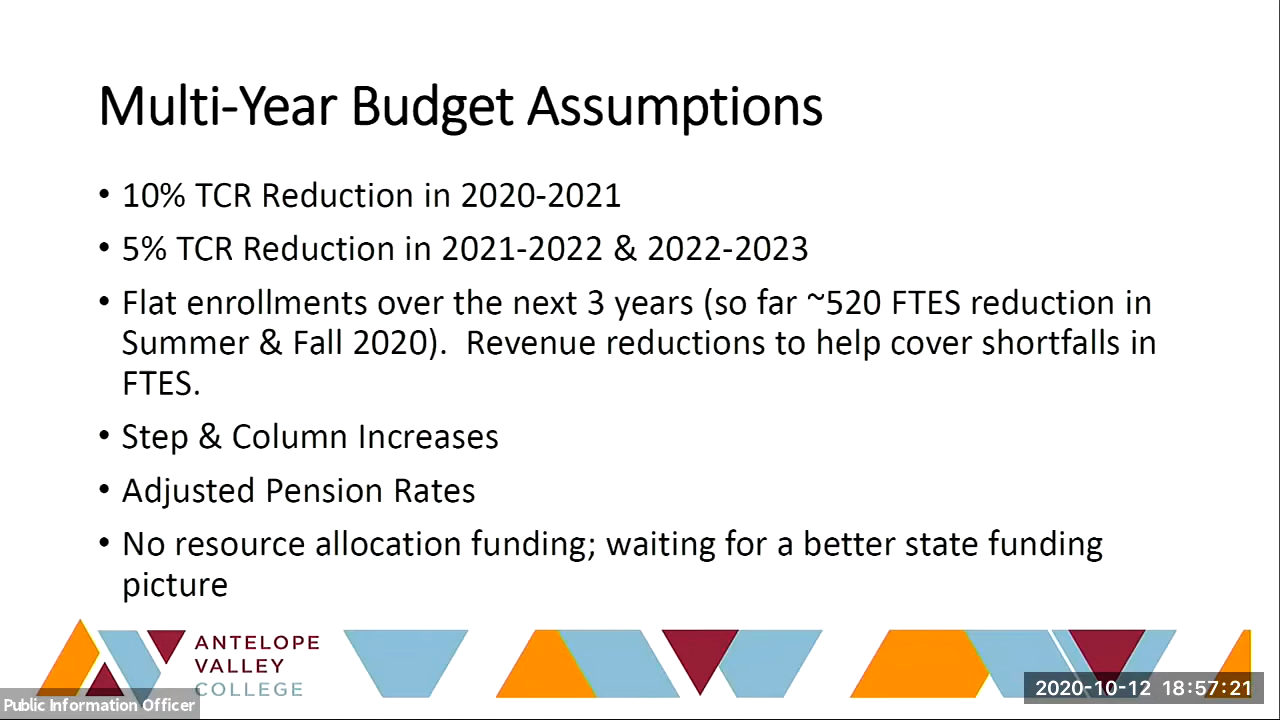 Multi-Year Budget Assumptions
• 10% TCR Reduction in 2020-2021
• 5% TCR Reduction in 2021-2022 & 2022-2023
• Flat enrollments over the next 3 years (so far ~520 FTES reduction in
Summer & Fall 2020).  Revenue reductions to help cover shortfalls in
FTES.
• Step & Column Increases
• Adjusted Pension Rates
• No resource allocation funding; waiting for a better state funding
picture
ANTELOPE
VALLEY
COLLEGE
Public Information Officer
2020-10-12 18:57:21